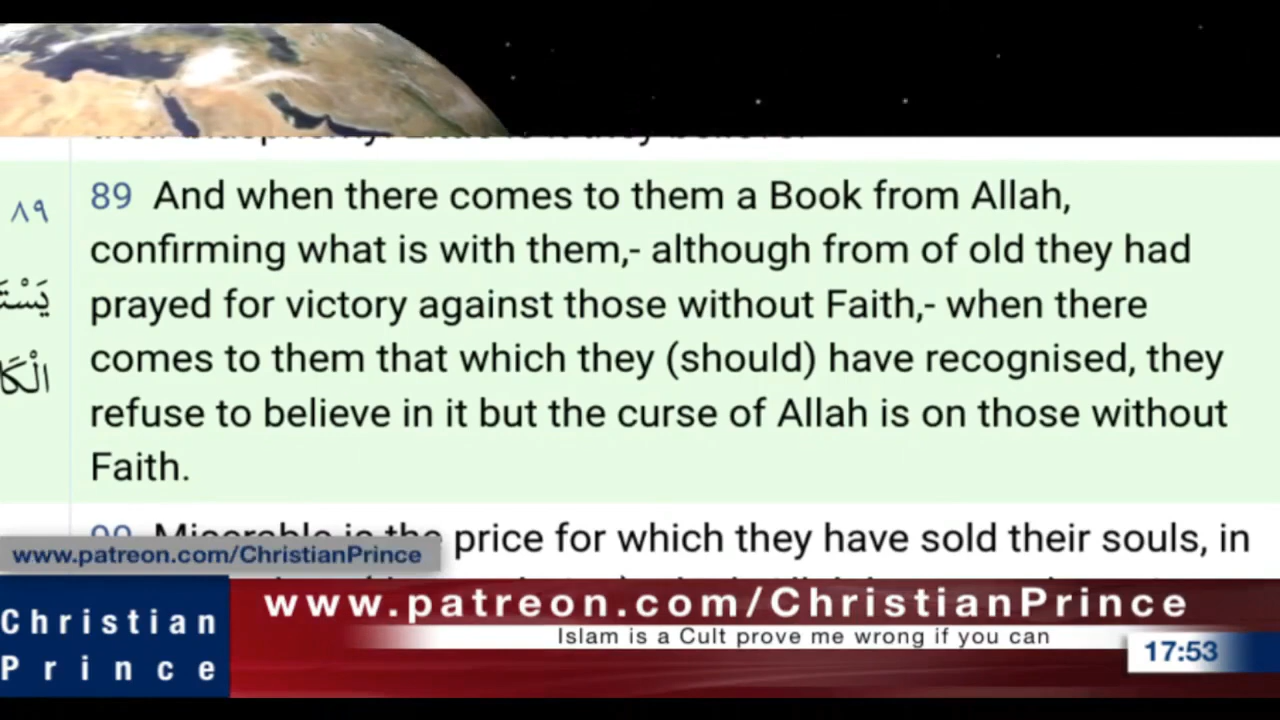 89 And when there comes to them a Book from Allah,
٨٩
confirming what is with them,- although from of old they had
prayed for victory against those without Faith,- when there
comes to them that which they (should) have recognised, they
refuse to believe in it but the curse of Allah is on those without
Faith.
90 Miserable is the price for which they have sold their souls, in
www.patreon.com/ChristianPrince
www.patreon.com/ChristianPrince
Christian
Prince
Islam is a Cult prove me wrong if you can
17:53